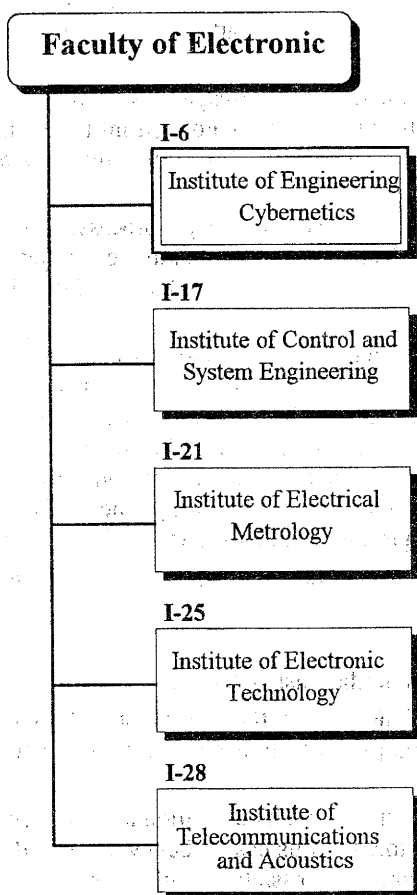 Faculty of Electronic
I-6
Institute of Engineering
Cybernetics
I-17
Institute of Control and
System Engineering
I-21
Institute of Electrical
Metrology
I-25
Institute of Electronic
Technology
I-28
Institute of
Telecommunications
and Acoustics